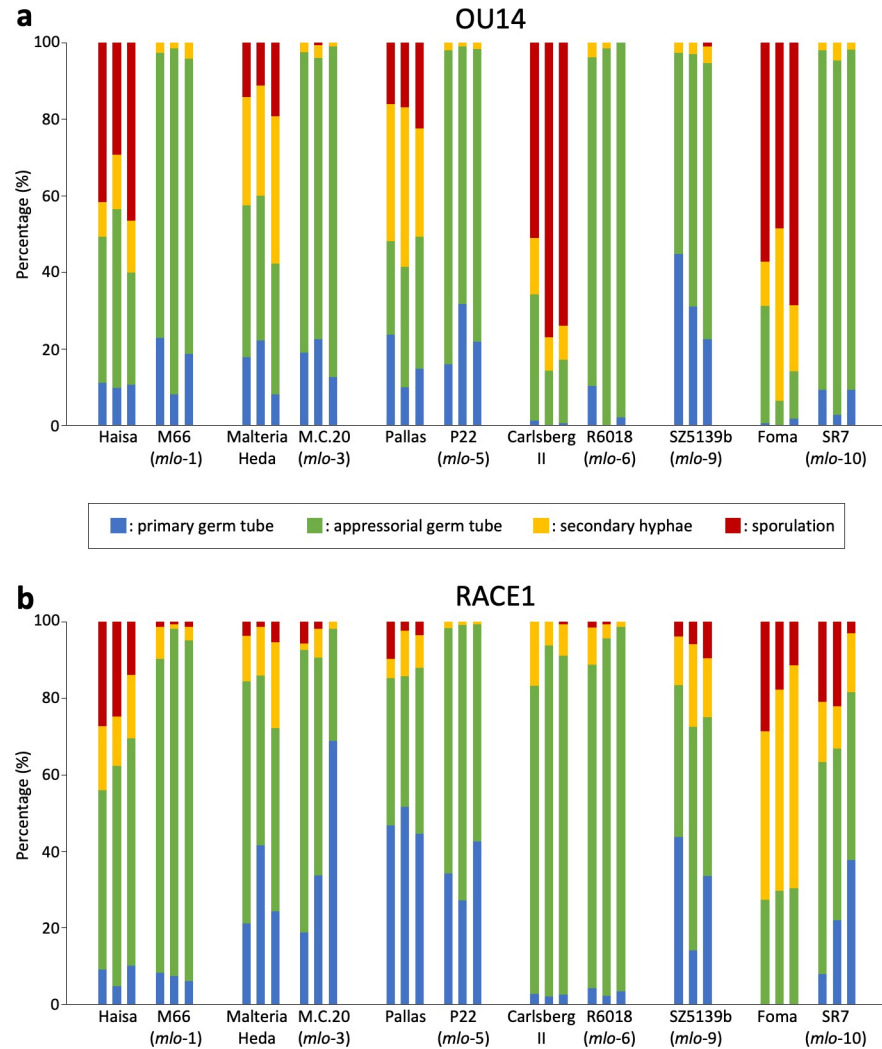 a
OU14
Percentage (%)
100
80
60
40
20
0
Haisa M66 Malteria M.C.20 Pallas P22 Carlsberg R6018 SZ5139b Foma SR7
(mlo-1) Heda (mlo-3) (mlo-5) II (mlo-6) (mlo-9) (mlo-10)
: primary germ tube : appressorial germ tube : secondary hyphae : sporulation
b
RACE1
Percentage (%)
100
80
60
40
20
0
Haisa M66 Malteria M.C.20 Pallas P22 Carlsberg R6018 SZ5139b Foma SR7
(mlo-1) Heda (mlo-3) (mlo-5) II (mlo-6) (mlo-9) (mlo-10)